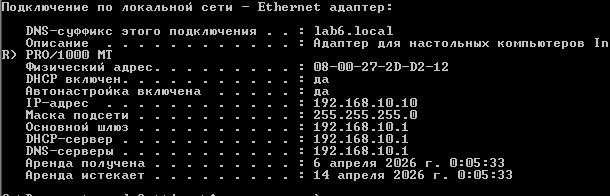 Подключение по локальной сети - Ethernet адаптер:
DNS-суффикс этого подключения . . : lab6.local
Описание . . . . . . . . . . . . : Адаптер для настольных компьютеров In
R) PRO/1000 MT
Физический адрес. . . . . . . . . : 08-00-27-2D-D2-12
DHCP включен. . . . . . . . . . . : да
Автонастройка включена . . . . . : да
IP-адрес . . . . . . . . . . . . : 192.168.10.10
Маска подсети . . . . . . . . . . : 255.255.255.0
Основной шлюз . . . . . . . . . . : 192.168.10.1
DHCP-сервер . . . . . . . . . . . : 192.168.10.1
DNS-серверы . . . . . . . . . . . : 192.168.10.1
Аренда получена . . . . . . . . . : 6 апреля 2026 г. 0:05:33
Аренда истекает . . . . . . . . . : 14 апреля 2026 г. 0:05:33